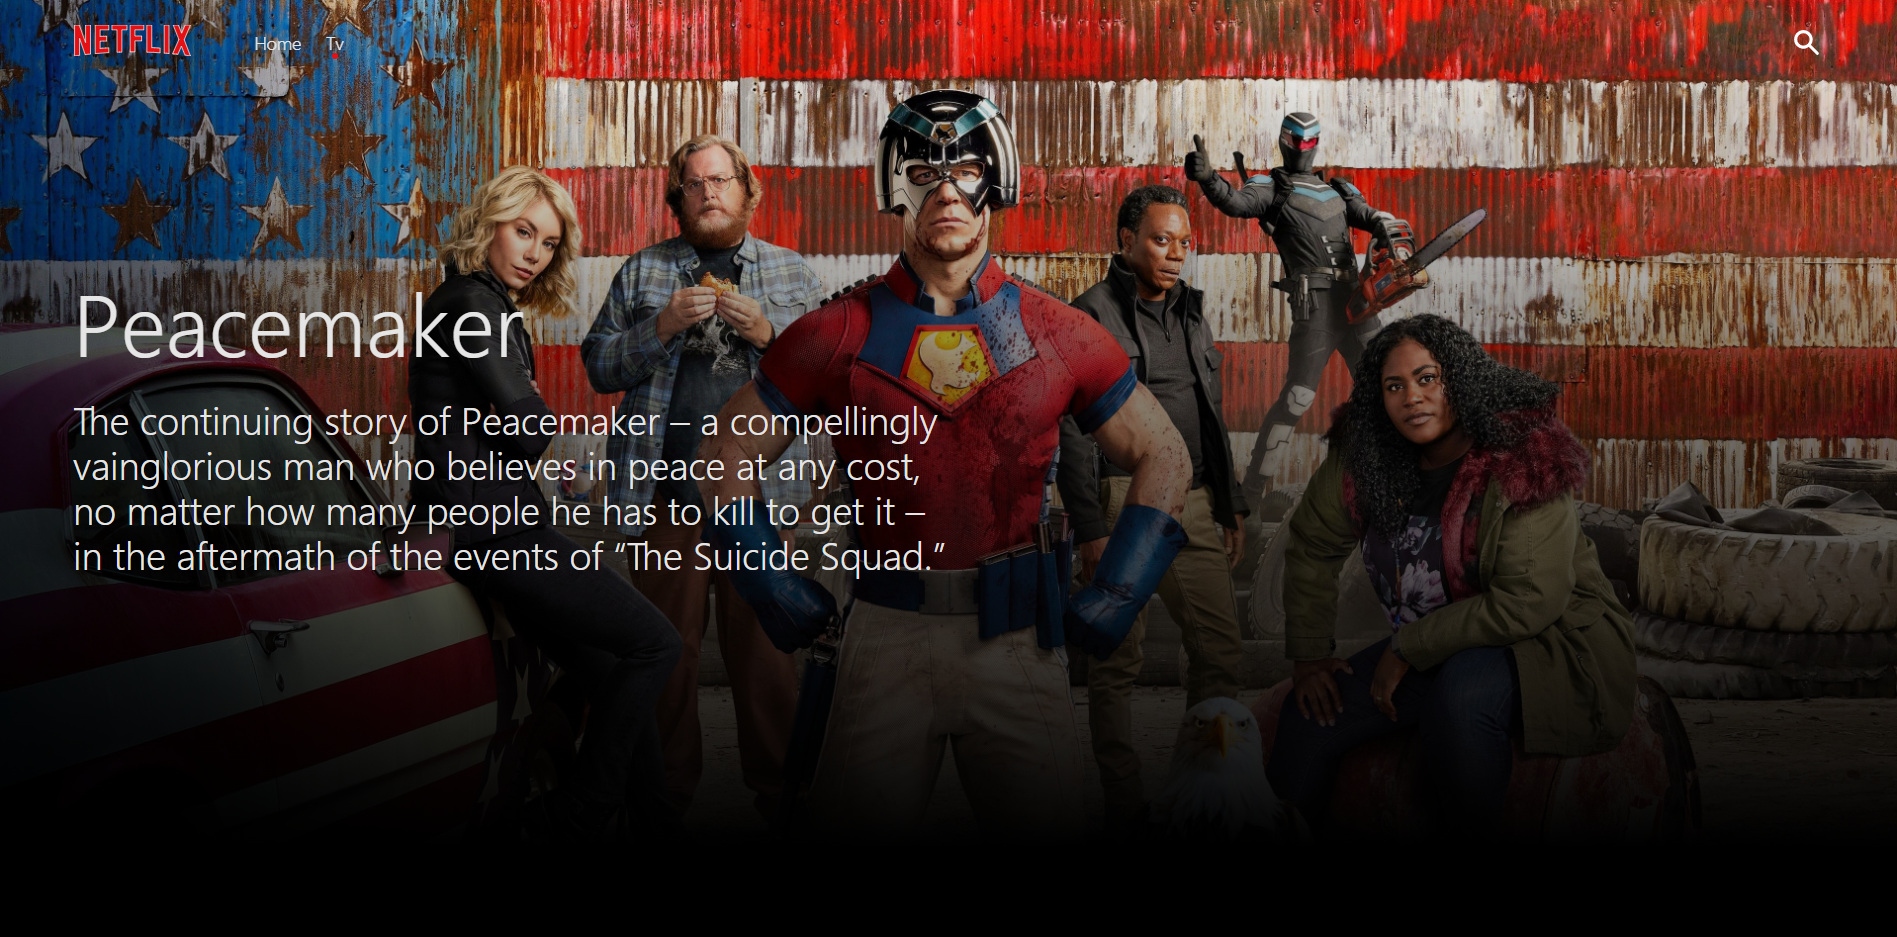 NETFLIX
Home Tv
Peacemaker
The continuing story of Peacemaker – a compellingly
vainglorious man who believes in peace at any cost,
no matter how many people he has to kill to get it –
in the aftermath of the events of “The Suicide Squad.”